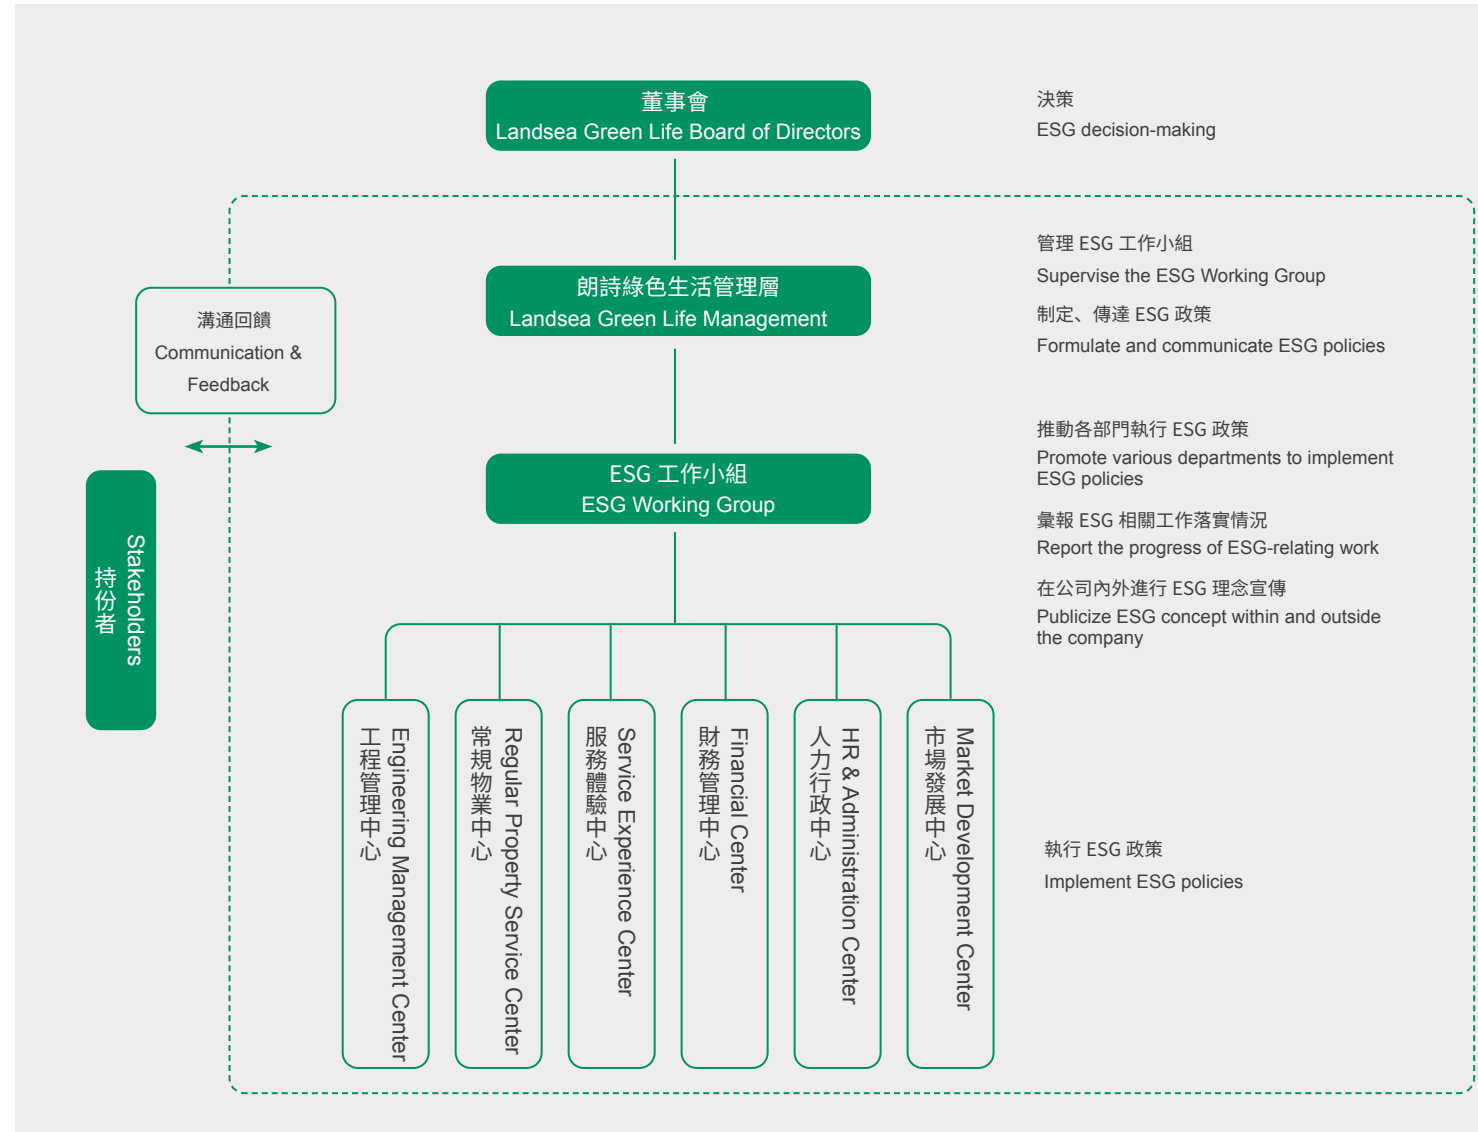 董事會
Landsea Green Life Board of Directors
決策
ESG decision-making
朗詩綠色生活管理層
Landsea Green Life Management
管理 ESG 工作小組
Supervise the ESG Working Group
制定、傳達 ESG 政策
Formulate and communicate ESG policies
溝通回饋
Communication &
Feedback
ESG 工作小組
ESG Working Group
推動各部門執行 ESG 政策
Promote various departments to implement
ESG policies
彙報 ESG 相關工作落實情況
Report the progress of ESG-relating work
在公司內外進行 ESG 理念宣傳
Publicize ESG concept within and outside
the company
持份者
Stakeholders
工程管理中心
Engineering Management Center
常規物業中心
Regular Property Service Center
服務體驗中心
Service Experience Center
財務管理中心
Financial Center
人力行政中心
HR & Administration Center
市場發展中心
Market Development Center
執行 ESG 政策
Implement ESG policies